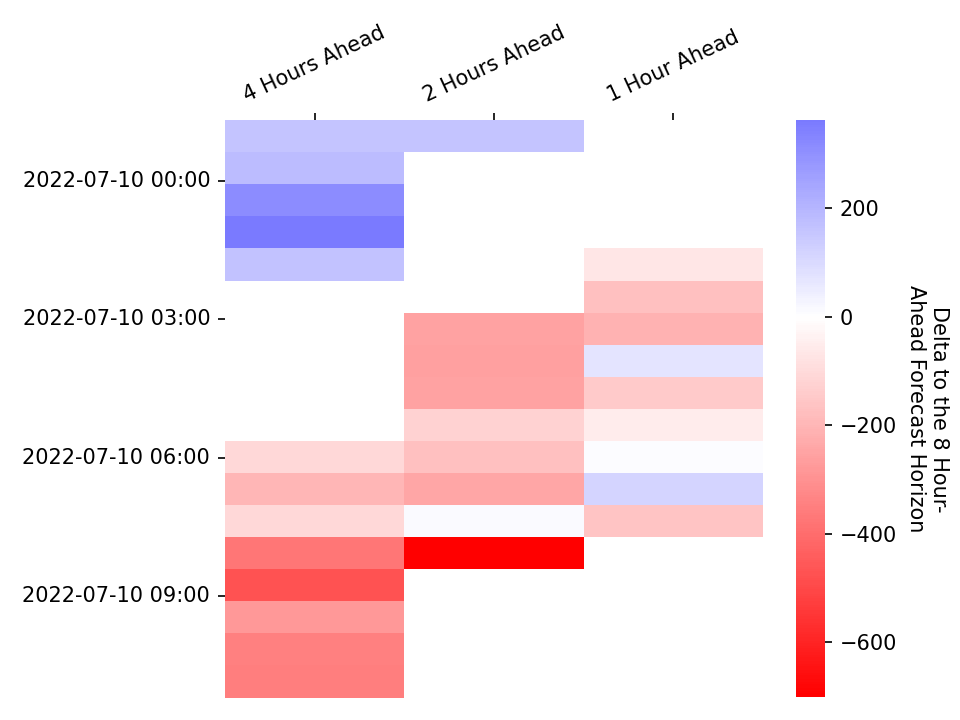 4 Hours Ahead
2 Hours Ahead
1 Hour Ahead
2022-07-10 00:00
2022-07-10 03:00
2022-07-10 06:00
2022-07-10 09:00
200
0
−200
−400
−600
Delta to the 8 Hour-
Ahead Forecast Horizon